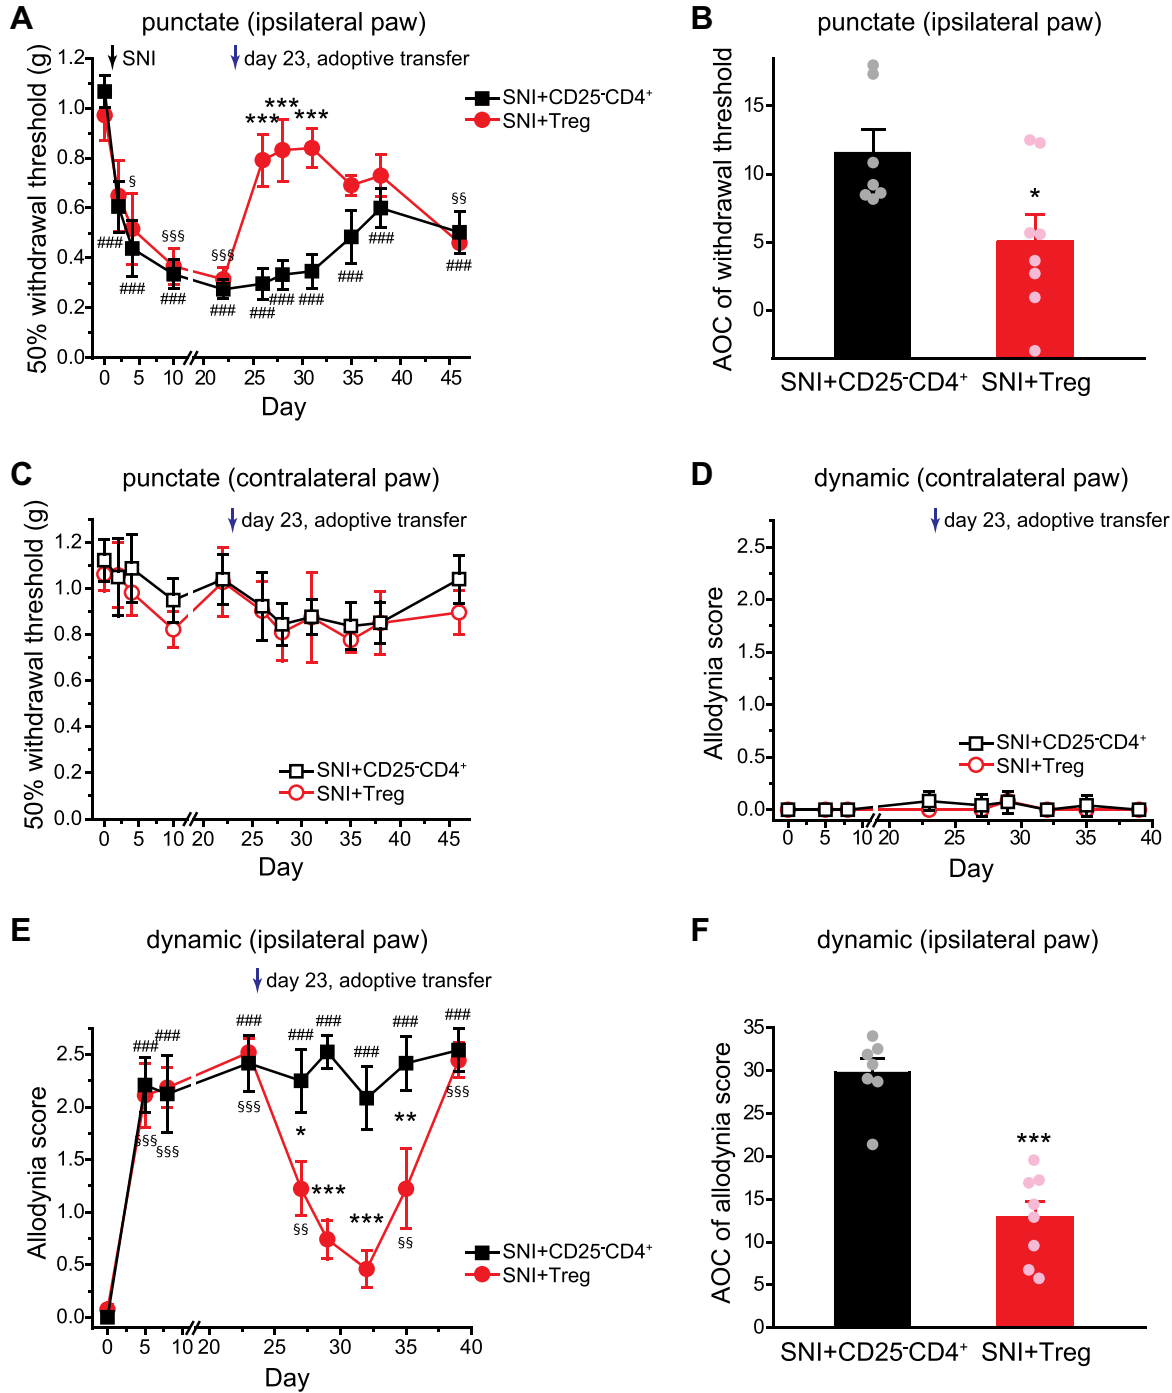 A
punctate (ipsilateral paw)
SNI
day 23, adoptive transfer
50% withdrawal threshold (g)
1.2
1.0
0.8
0.6
0.4
0.2
0.0
*** *** ***
§ §§§ §§§ §§
### ### ### ### ### ### ### ### ### ###
SNI+CD25⁻CD4⁺
SNI+Treg
0 5 10 20 25 30 35 40 45
Day
B
punctate (ipsilateral paw)
AOC of withdrawal threshold
15
10
5
0
*
SNI+CD25⁻CD4⁺ SNI+Treg
C
punctate (contralateral paw)
day 23, adoptive transfer
50% withdrawal threshold (g)
1.2
1.0
0.8
0.6
0.4
0.2
0.0
SNI+CD25⁻CD4⁺
SNI+Treg
0 5 10 20 25 30 35 40 45
Day
D
dynamic (contralateral paw)
day 23, adoptive transfer
Allodynia score
2.5
2.0
1.5
1.0
0.5
0.0
SNI+CD25⁻CD4⁺
SNI+Treg
0 5 10 20 25 30 35 40
Day
E
dynamic (ipsilateral paw)
day 23, adoptive transfer
Allodynia score
2.5
2.0
1.5
1.0
0.5
0.0
### ### ### ### ### ### ### ###
§§§ §§§ §§§ §§ §§ §§§
* *** *** **
SNI+CD25⁻CD4⁺
SNI+Treg
0 5 10 20 25 30 35 40
Day
F
dynamic (ipsilateral paw)
AOC of allodynia score
35
30
25
20
15
10
5
0
***
SNI+CD25⁻CD4⁺ SNI+Treg